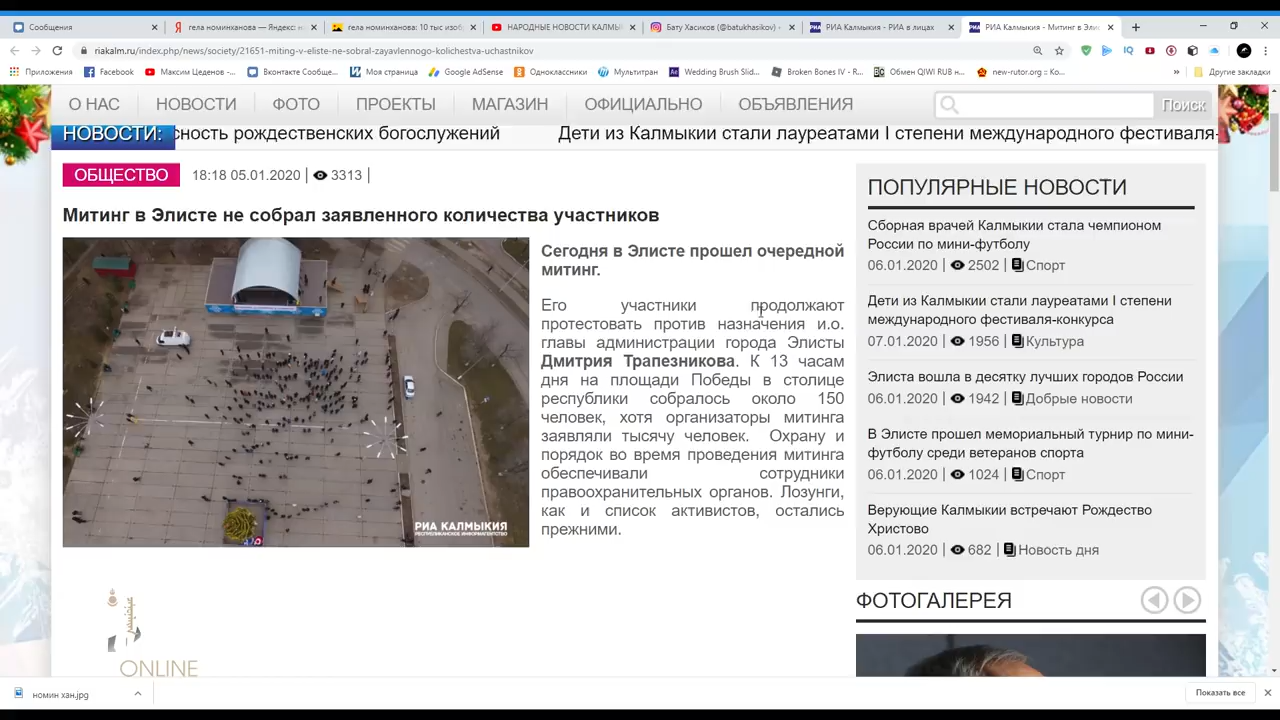 Сообщения
гела номинханова — Яндекс: н
гела номинханова: 10 тыс изоб
НАРОДНЫЕ НОВОСТИ КАЛМЫ
Бату Хасиков (@batukhasikov) •
РИА Калмыкия - РИА в лицах
РИА Калмыкия - Митинг в Элис
riakalm.ru/index.php/news/society/21651-miting-v-eliste-ne-sobral-zayavlennogo-kolichestva-uchastnikov
Приложения
Facebook
Максим Цеденов -...
Вконтакте Сообще...
Моя страница
Google AdSense
Одноклассники
Мультитран
Wedding Brush Slid...
Broken Bones IV - R...
Обмен QIWI RUB н...
new-rutor.org :: Ko...
»
Другие закладки
О НАС
НОВОСТИ
ФОТО
ПРОЕКТЫ
МАГАЗИН
ОФИЦИАЛЬНО
ОБЪЯВЛЕНИЯ
Поиск
НОВОСТИ:
сность рождественских богослужений
Дети из Калмыкии стали лауреатами I степени международного фестиваля-
ОБЩЕСТВО 18:18 05.01.2020 | 3313 |
Митинг в Элисте не собрал заявленного количества участников
РИА КАЛМЫКИЯ
РЕСПУБЛИКАНСКОЕ ИНФОРМАГЕНТСТВО
Сегодня в Элисте прошел очередной
митинг.
Его участники продолжают
протестовать против назначения и.о.
главы администрации города Элисты
Дмитрия Трапезникова. К 13 часам
дня на площади Победы в столице
республики собралось около 150
человек, хотя организаторы митинга
заявляли тысячу человек. Охрану и
порядок во время проведения митинга
обеспечивали сотрудники
правоохранительных органов. Лозунги,
как и список активистов, остались
прежними.
ONLINE
ПОПУЛЯРНЫЕ НОВОСТИ
Сборная врачей Калмыкии стала чемпионом
России по мини-футболу
06.01.2020 | 2502 | Спорт
Дети из Калмыкии стали лауреатами I степени
международного фестиваля-конкурса
07.01.2020 | 1956 | Культура
Элиста вошла в десятку лучших городов России
06.01.2020 | 1942 | Добрые новости
В Элисте прошел мемориальный турнир по мини-
футболу среди ветеранов спорта
06.01.2020 | 1024 | Спорт
Верующие Калмыкии встречают Рождество
Христово
06.01.2020 | 682 | Новость дня
ФОТОГАЛЕРЕЯ
номин хан.jpg
Показать все